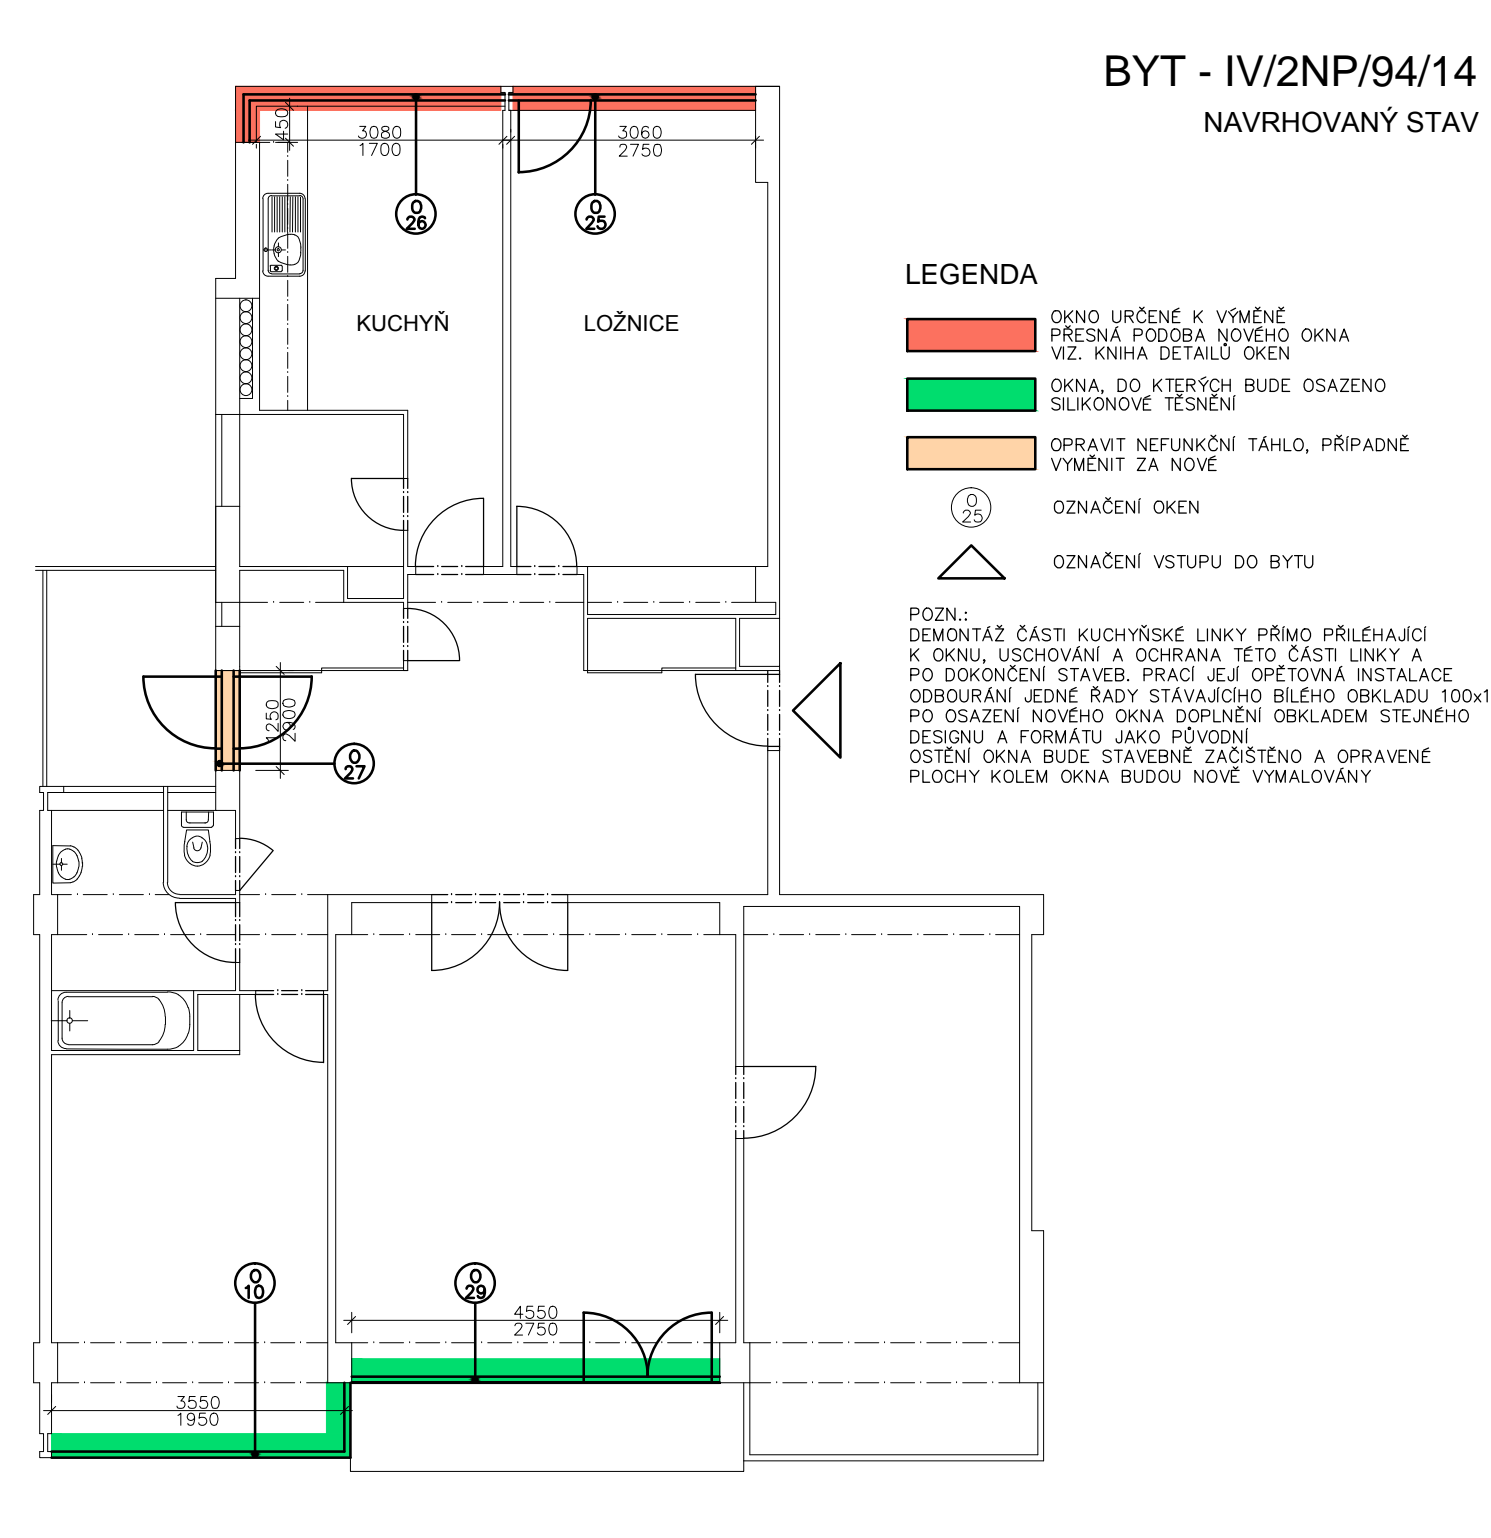 BYT - IV/2NP/94/14
NAVRHOVANÝ STAV
450
3080
1700
3060
2750
O
26
O
25
KUCHYŇ
LOŽNICE
LEGENDA
OKNO URČENÉ K VÝMĚNĚ
PŘESNÁ PODOBA NOVÉHO OKNA
VIZ. KNIHA DETAILŮ OKEN
OKNA, DO KTERÝCH BUDE OSAZENO
SILIKONOVÉ TĚSNĚNÍ
OPRAVIT NEFUNKČNÍ TÁHLO, PŘÍPADNĚ
VYMĚNIT ZA NOVÉ
O
25
OZNAČENÍ OKEN
OZNAČENÍ VSTUPU DO BYTU
POZN.:
DEMONTÁŽ ČÁSTI KUCHYŇSKÉ LINKY PŘÍMO PŘILÉHAJÍCÍ
K OKNU, USCHOVÁNÍ A OCHRANA TÉTO ČÁSTI LINKY A
PO DOKONČENÍ STAVEB. PRACÍ JEJÍ OPĚTOVNÁ INSTALACE
ODBOURÁNÍ JEDNÉ ŘADY STÁVAJÍCÍHO BÍLÉHO OBKLADU 100x1
PO OSAZENÍ NOVÉHO OKNA DOPLNĚNÍ OBKLADEM STEJNÉHO
DESIGNU A FORMÁTU JAKO PŮVODNÍ
OSTĚNÍ OKNA BUDE STAVEBNĚ ZAČIŠTĚNO A OPRAVENÉ
PLOCHY KOLEM OKNA BUDOU NOVĚ VYMALOVÁNY
1250
2900
O
27
O
10
O
29
4550
2750
3550
1950